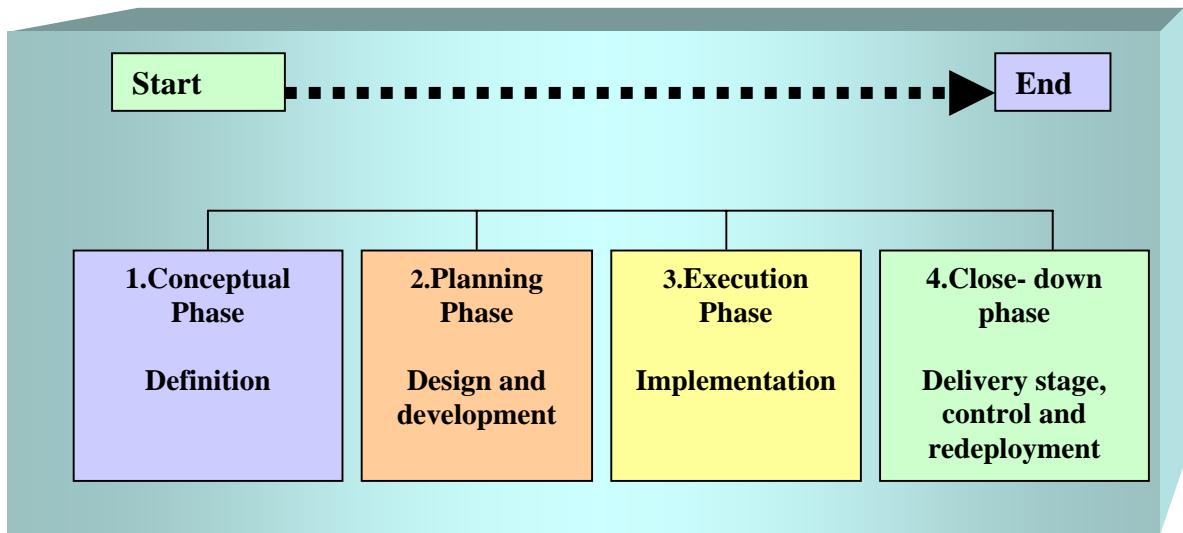 Start
End
1.Conceptual
Phase
Definition
2.Planning
Phase
Design and
development
3.Execution
Phase
Implementation
4.Close- down
phase
Delivery stage,
control and
redeployment